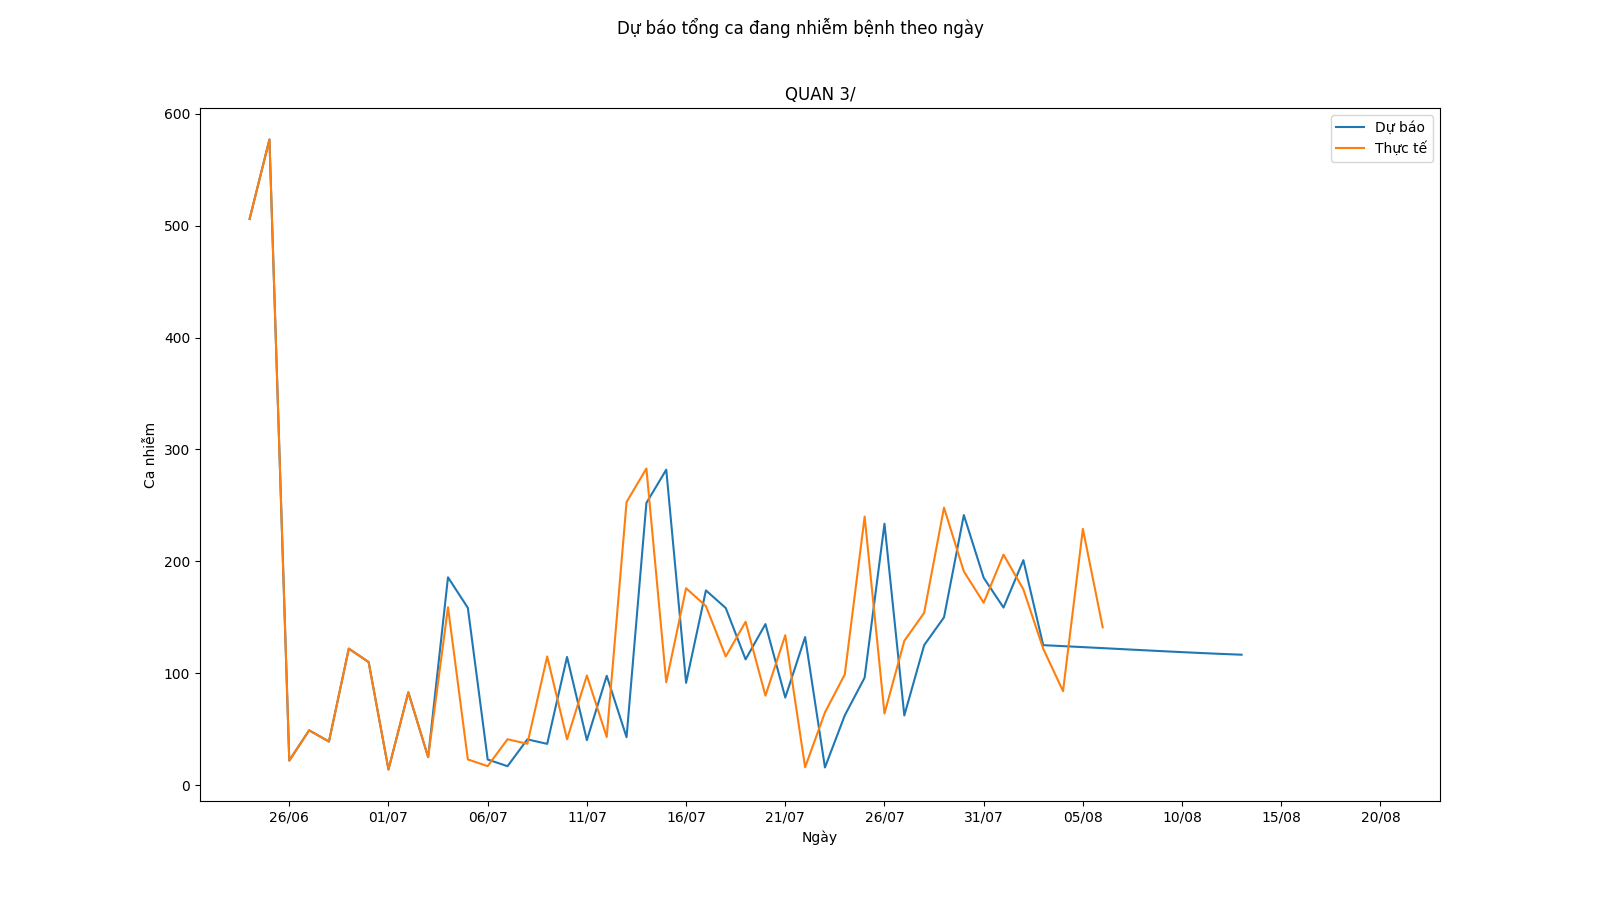 Dự báo tổng ca đang nhiễm bệnh theo ngày
QUAN 3/
Dự báo
Thực tế
600
500
400
300
200
100
0
Ca nhiễm
26/06 01/07 06/07 11/07 16/07 21/07 26/07 31/07 05/08 10/08 15/08 20/08
Ngày